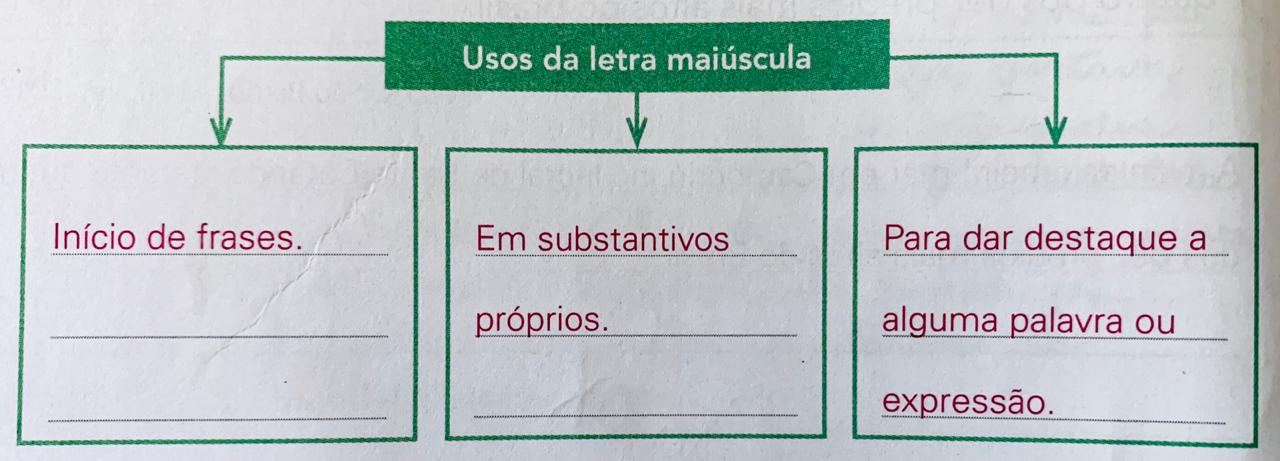 Usos da letra maiúscula
Início de frases.
Em substantivos
próprios.
Para dar destaque a
alguma palavra ou
expressão.